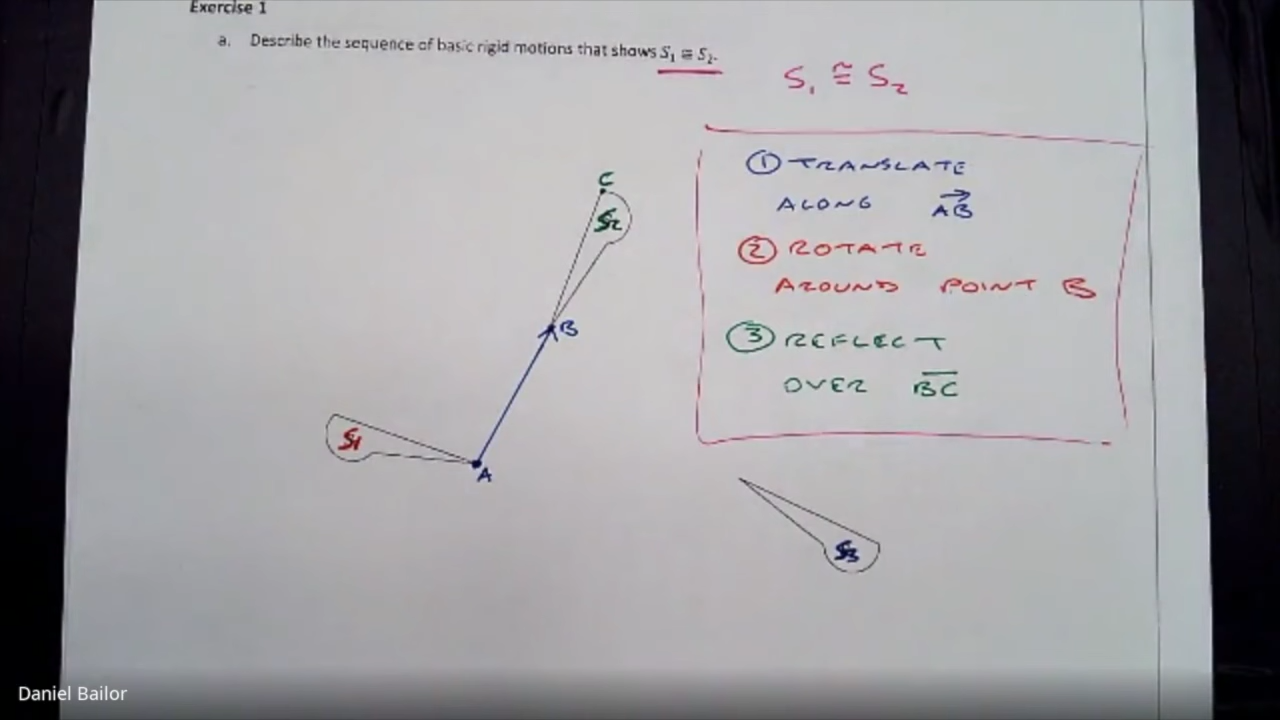 Exercise 1
a. Describe the sequence of basic rigid motions that shows S₁ ≅ S₂.
S₁ ≅ S₂
① TRANSLATE
ALONG AB
② ROTATE
AROUND POINT B
③ REFLECT
OVER BC
C
S₂
B
S₁
A
S₃
Daniel Bailor